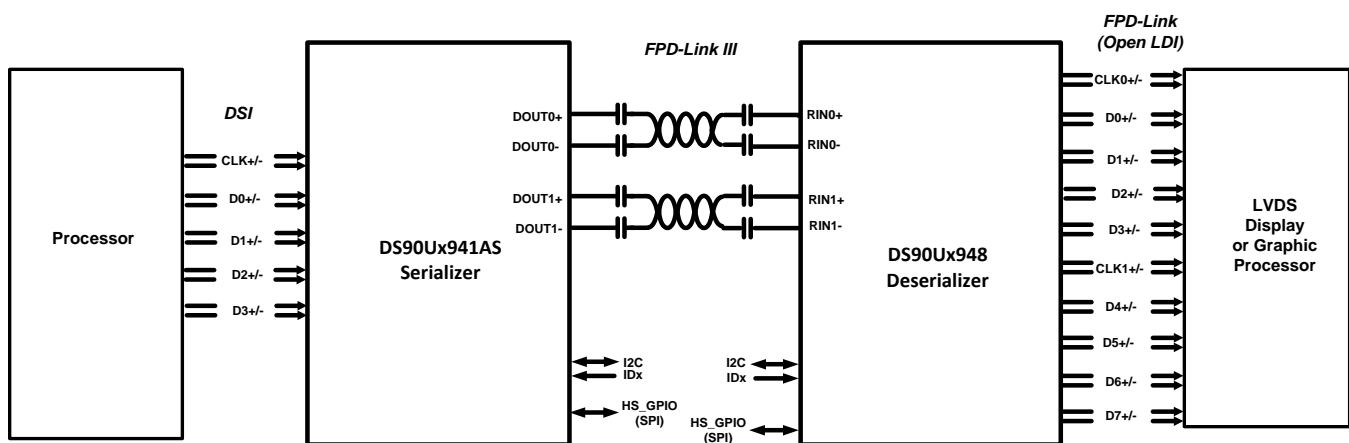 Processor
DSI
CLK+/-
D0+/-
D1+/-
D2+/-
D3+/-
DS90Ux941AS
Serializer
DOUT0+
DOUT0-
DOUT1+
DOUT1-
I2C
IDx
HS_GPIO
(SPI)
FPD-Link III
RIN0+
RIN0-
RIN1+
RIN1-
I2C
IDx
HS_GPIO
(SPI)
DS90Ux948
Deserializer
FPD-Link
(Open LDI)
CLK0+/-
D0+/-
D1+/-
D2+/-
D3+/-
CLK1+/-
D4+/-
D5+/-
D6+/-
D7+/-
LVDS
Display
or Graphic
Processor